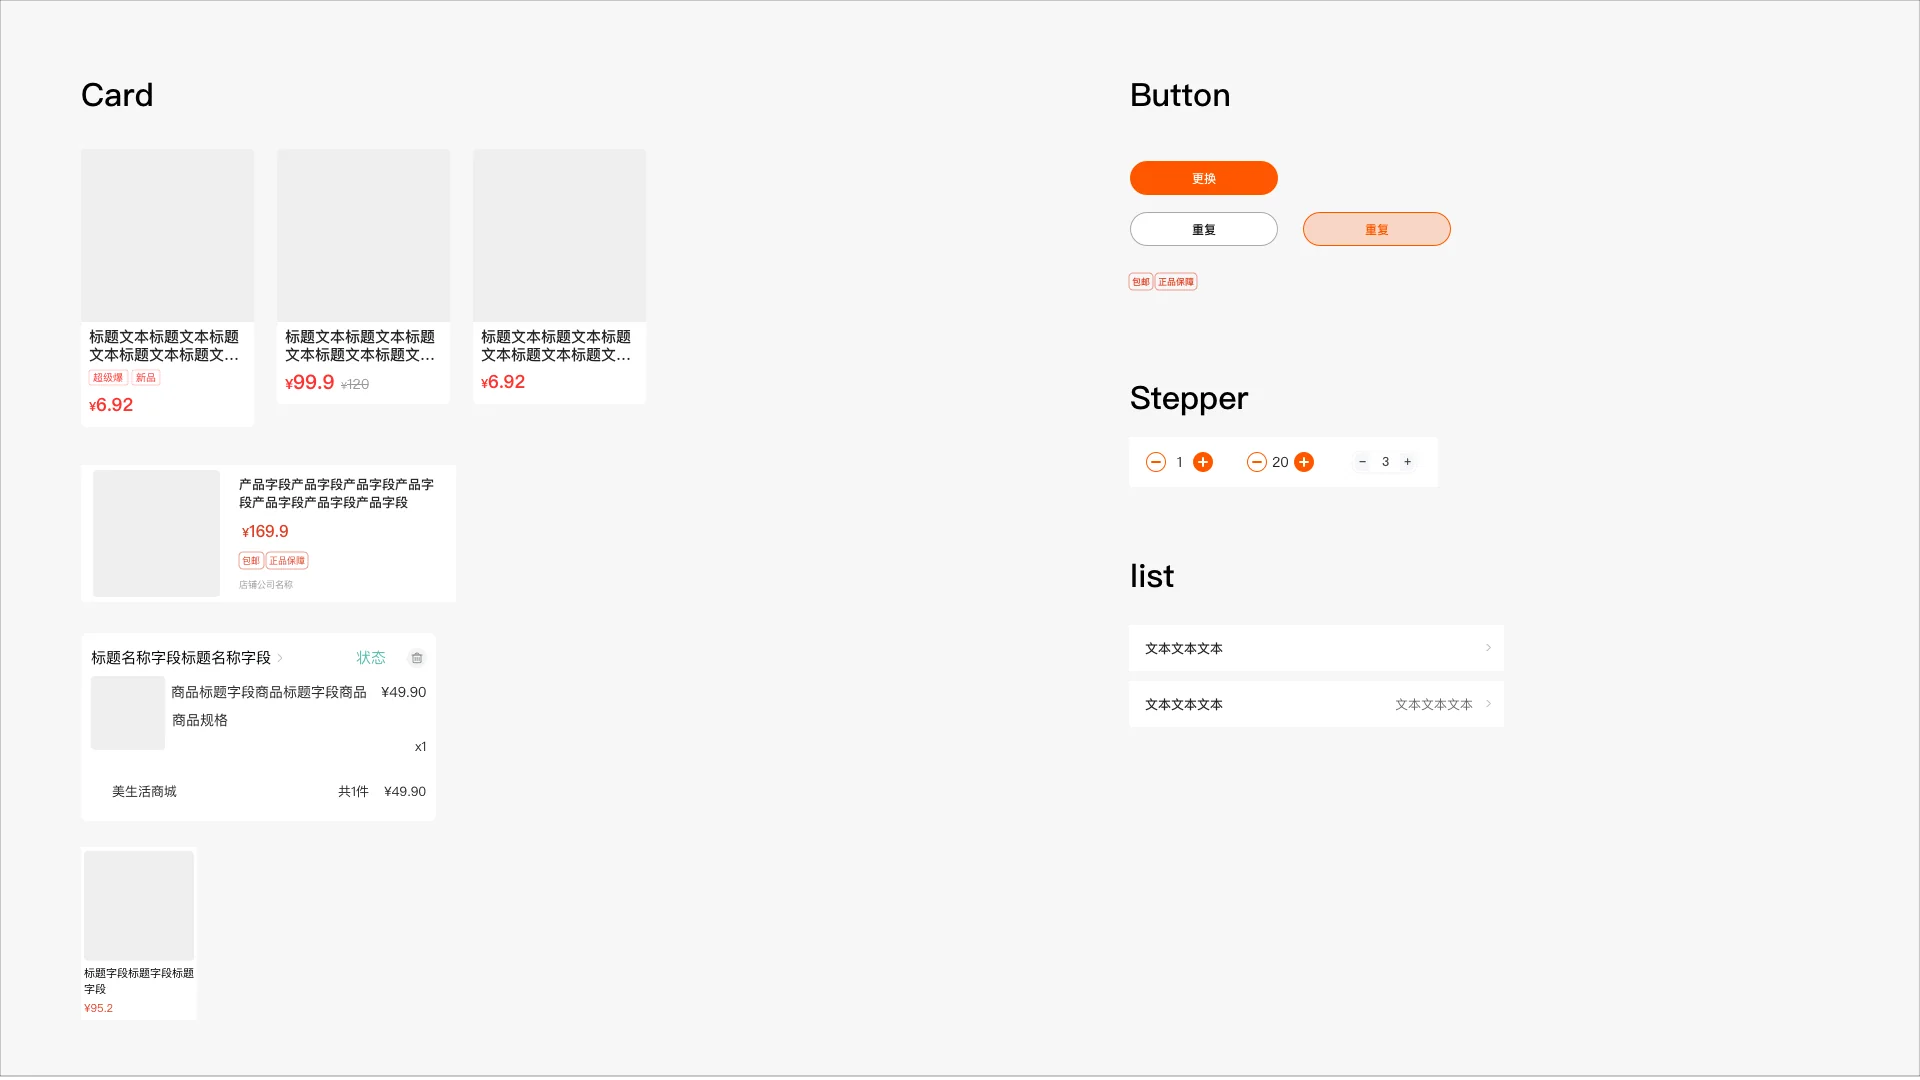 Card
标题文本标题文本标题
文本标题文本标题文...
超级爆 新品
¥6.92
标题文本标题文本标题
文本标题文本标题文...
¥99.9 ¥120
标题文本标题文本标题
文本标题文本标题文...
¥6.92
产品字段产品字段产品字段产品字
段产品字段产品字段产品字段
¥169.9
包邮 正品保障
店铺公司名称
标题名称字段标题名称字段 状态
商品标题字段商品标题字段商品 ¥49.90
商品规格
x1
美生活商城 共1件 ¥49.90
标题字段标题字段标题
字段
¥95.2
Button
更换
重复 重复
包邮 正品保障
Stepper
1 20 3
list
文本文本文本
文本文本文本 文本文本文本